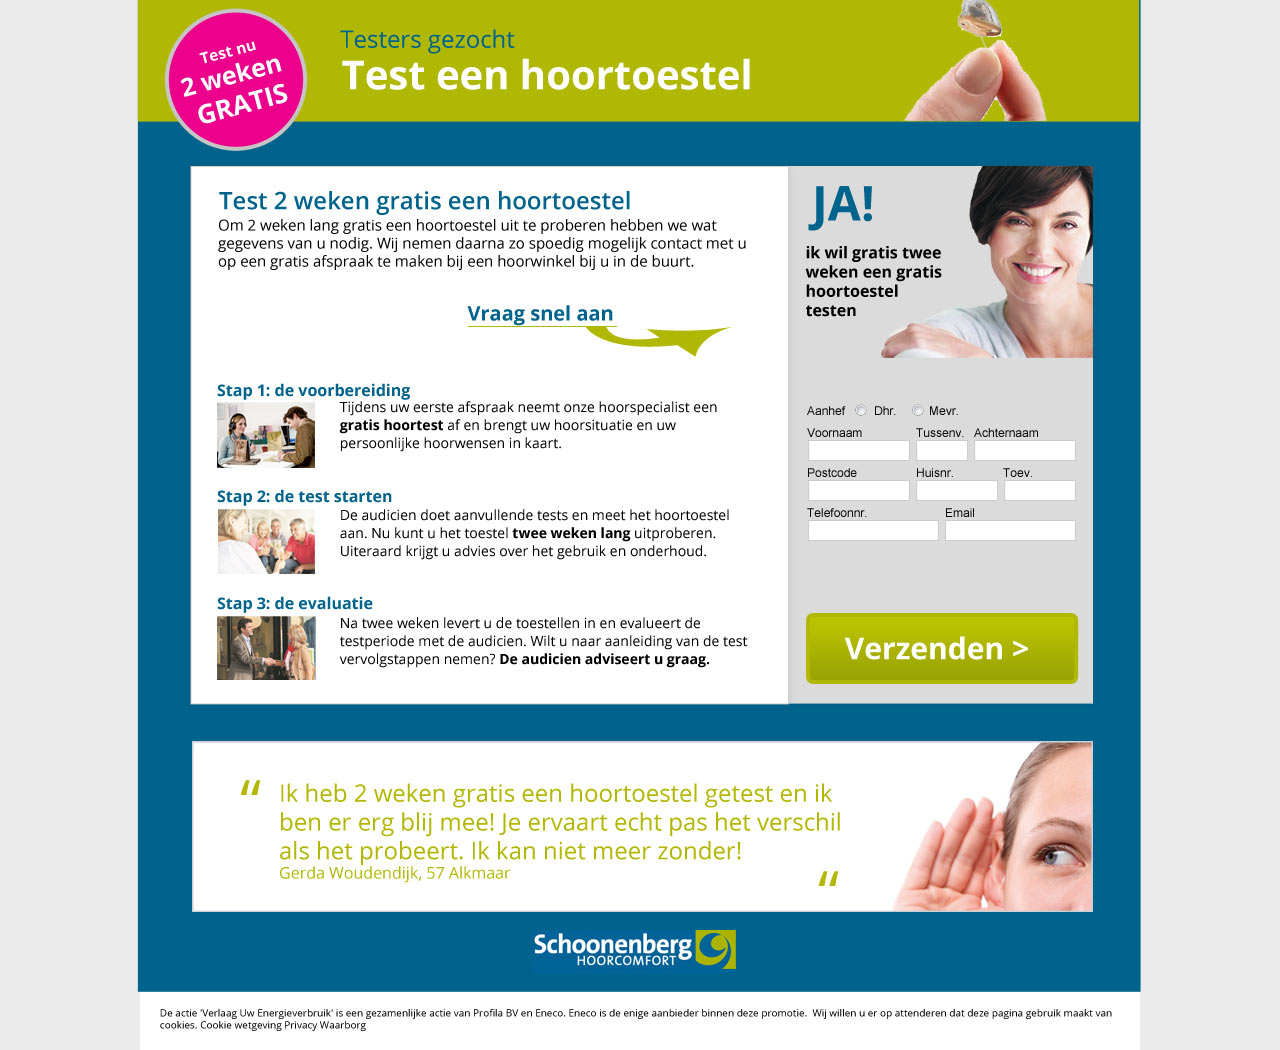 Test nu
2 weken
GRATIS
Testers gezocht
Test een hoortoestel
Test 2 weken gratis een hoortoestel
Om 2 weken lang gratis een hoortoestel uit te proberen hebben we wat
gegevens van u nodig. Wij nemen daarna zo spoedig mogelijk contact met u
op een gratis afspraak te maken bij een hoorwinkel bij u in de buurt.
Vraag snel aan
Stap 1: de voorbereiding
Tijdens uw eerste afspraak neemt onze hoorspecialist een
gratis hoortest af en brengt uw hoorsituatie en uw
persoonlijke hoorwensen in kaart.
Stap 2: de test starten
De audicien doet aanvullende tests en meet het hoortoestel
aan. Nu kunt u het toestel twee weken lang uitproberen.
Uiteraard krijgt u advies over het gebruik en onderhoud.
Stap 3: de evaluatie
Na twee weken levert u de toestellen in en evalueert de
testperiode met de audicien. Wilt u naar aanleiding van de test
vervolgstappen nemen? De audicien adviseert u graag.
JA!
ik wil gratis twee
weken een gratis
hoortoestel
testen
Aanhef Dhr. Mevr.
Voornaam Tussenv. Achternaam
Postcode Huisnr. Toev.
Telefoonnr. Email
Verzenden >
“ Ik heb 2 weken gratis een hoortoestel getest en ik
ben er erg blij mee! Je ervaart echt pas het verschil
als het probeert. Ik kan niet meer zonder!
Gerda Woudendijk, 57 Alkmaar “
Schoonenberg
HOORCOMFORT
De actie 'Verlaag Uw Energieverbruik' is een gezamenlijke actie van Profila BV en Eneco. Eneco is de enige aanbieder binnen deze promotie.  Wij willen u er op attenderen dat deze pagina gebruik maakt van
cookies. Cookie wetgeving Privacy Waarborg